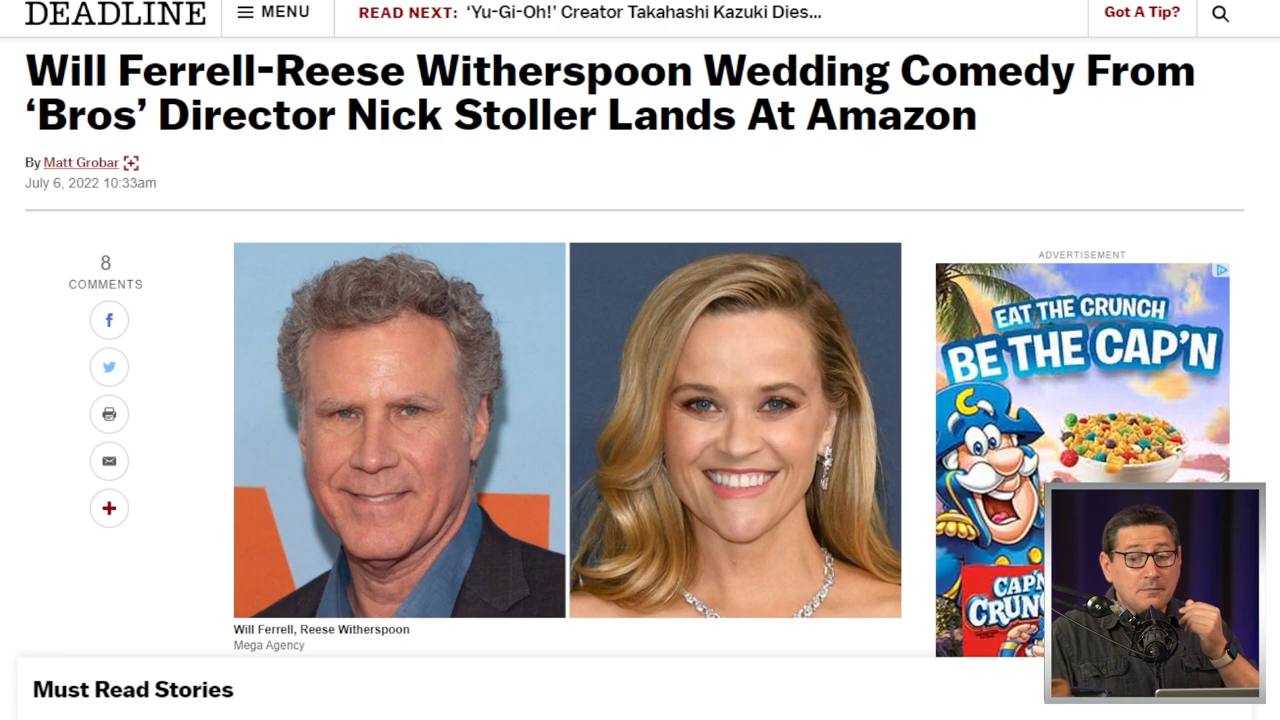 DEADLINE
MENU
READ NEXT: ‘Yu-Gi-Oh!’ Creator Takahashi Kazuki Dies...
Got A Tip?
Will Ferrell-Reese Witherspoon Wedding Comedy From
‘Bros’ Director Nick Stoller Lands At Amazon
By Matt Grobar
July 6, 2022 10:33am
8
COMMENTS
ADVERTISEMENT
EAT THE CRUNCH
BE THE CAP’N
C
CAP'N
CRUN
Will Ferrell, Reese Witherspoon
Mega Agency
Must Read Stories